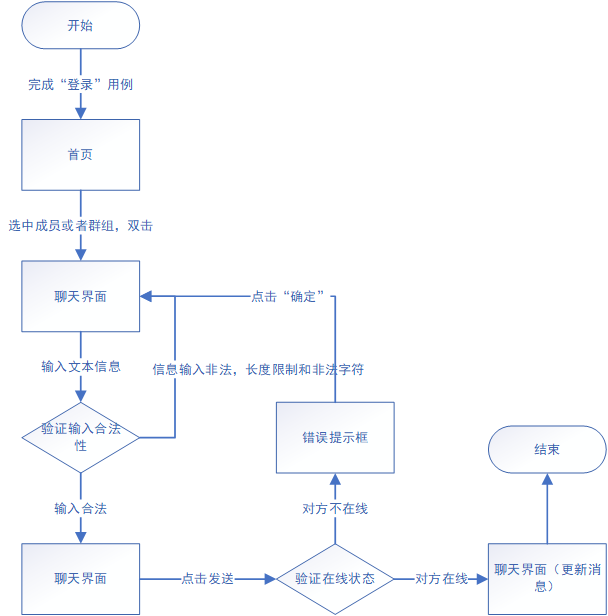 开始
完成“登录”用例
首页
选中成员或者群组，双击
聊天界面
点击“确定”
输入文本信息
信息输入非法，长度限制和非法字符
验证输入合法
性
错误提示框
结束
输入合法
对方不在线
聊天界面
点击发送
验证在线状态
对方在线
聊天界面（更新消
息）